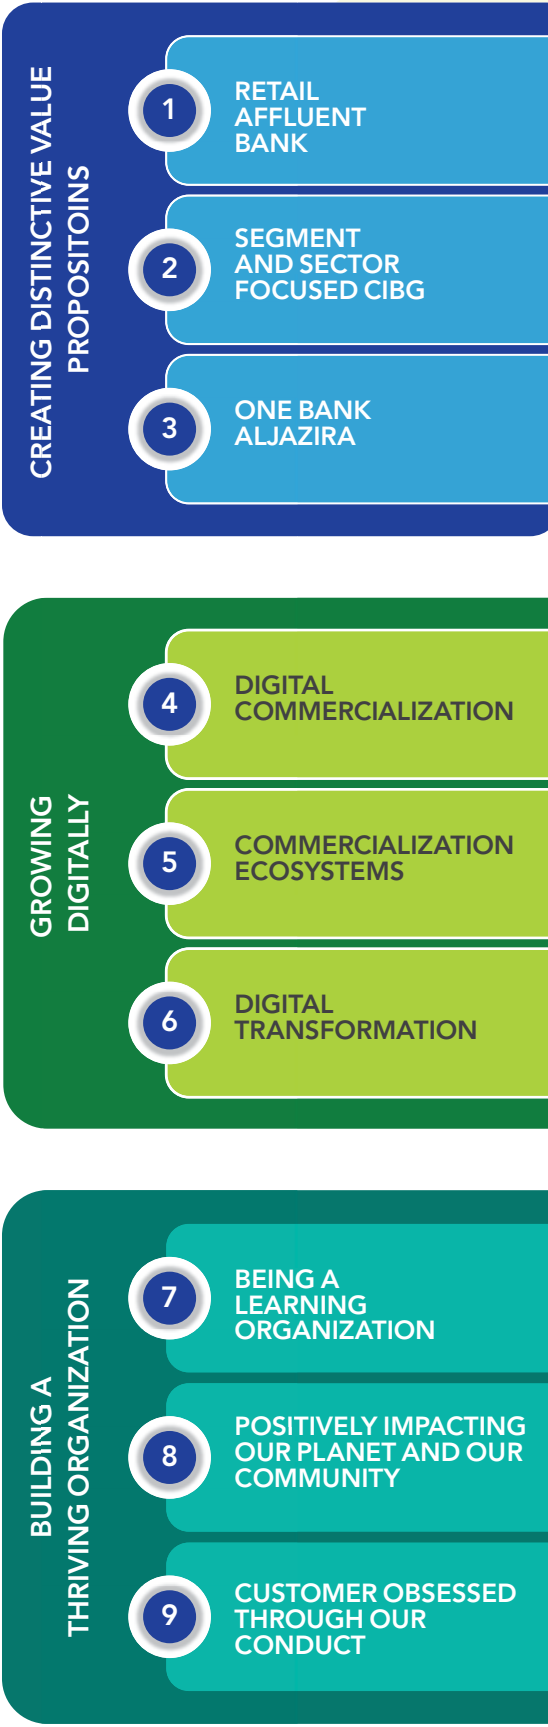 CREATING DISTINCTIVE VALUE
PROPOSITOINS
1
RETAIL
AFFLUENT
BANK
2
SEGMENT
AND SECTOR
FOCUSED CIBG
3
ONE BANK
ALJAZIRA
GROWING
DIGITALLY
4
DIGITAL
COMMERCIALIZATION
5
COMMERCIALIZATION
ECOSYSTEMS
6
DIGITAL
TRANSFORMATION
BUILDING A
THRIVING ORGANIZATION
7
BEING A
LEARNING
ORGANIZATION
8
POSITIVELY IMPACTING
OUR PLANET AND OUR
COMMUNITY
9
CUSTOMER OBSESSED
THROUGH OUR
CONDUCT